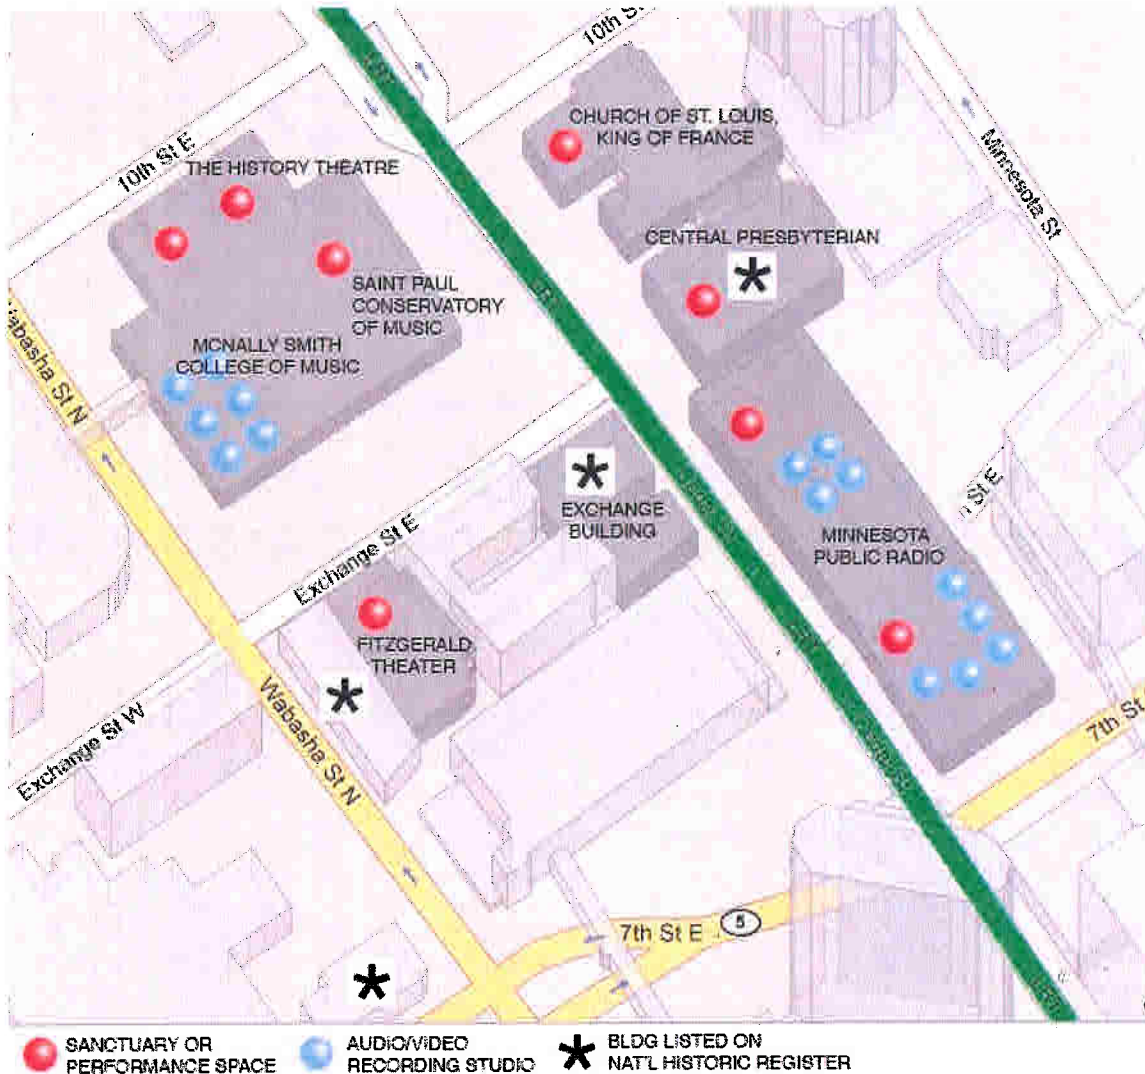 10th St E
10th St
THE HISTORY THEATRE
CHURCH OF ST. LOUIS,
KING OF FRANCE
Minnesota St
CENTRAL PRESBYTERIAN
SAINT PAUL
CONSERVATORY
OF MUSIC
MCNALLY SMITH
COLLEGE OF MUSIC
Wabasha St N
EXCHANGE
BUILDING
Exchange St E
MINNESOTA
PUBLIC RADIO
St E
FITZGERALD
THEATER
Exchange St W
Wabasha St N
7th St
7th St E
5
SANCTUARY OR
PERFORMANCE SPACE
AUDIO/VIDEO
RECORDING STUDIO
BLDG LISTED ON
NAT'L HISTORIC REGISTER